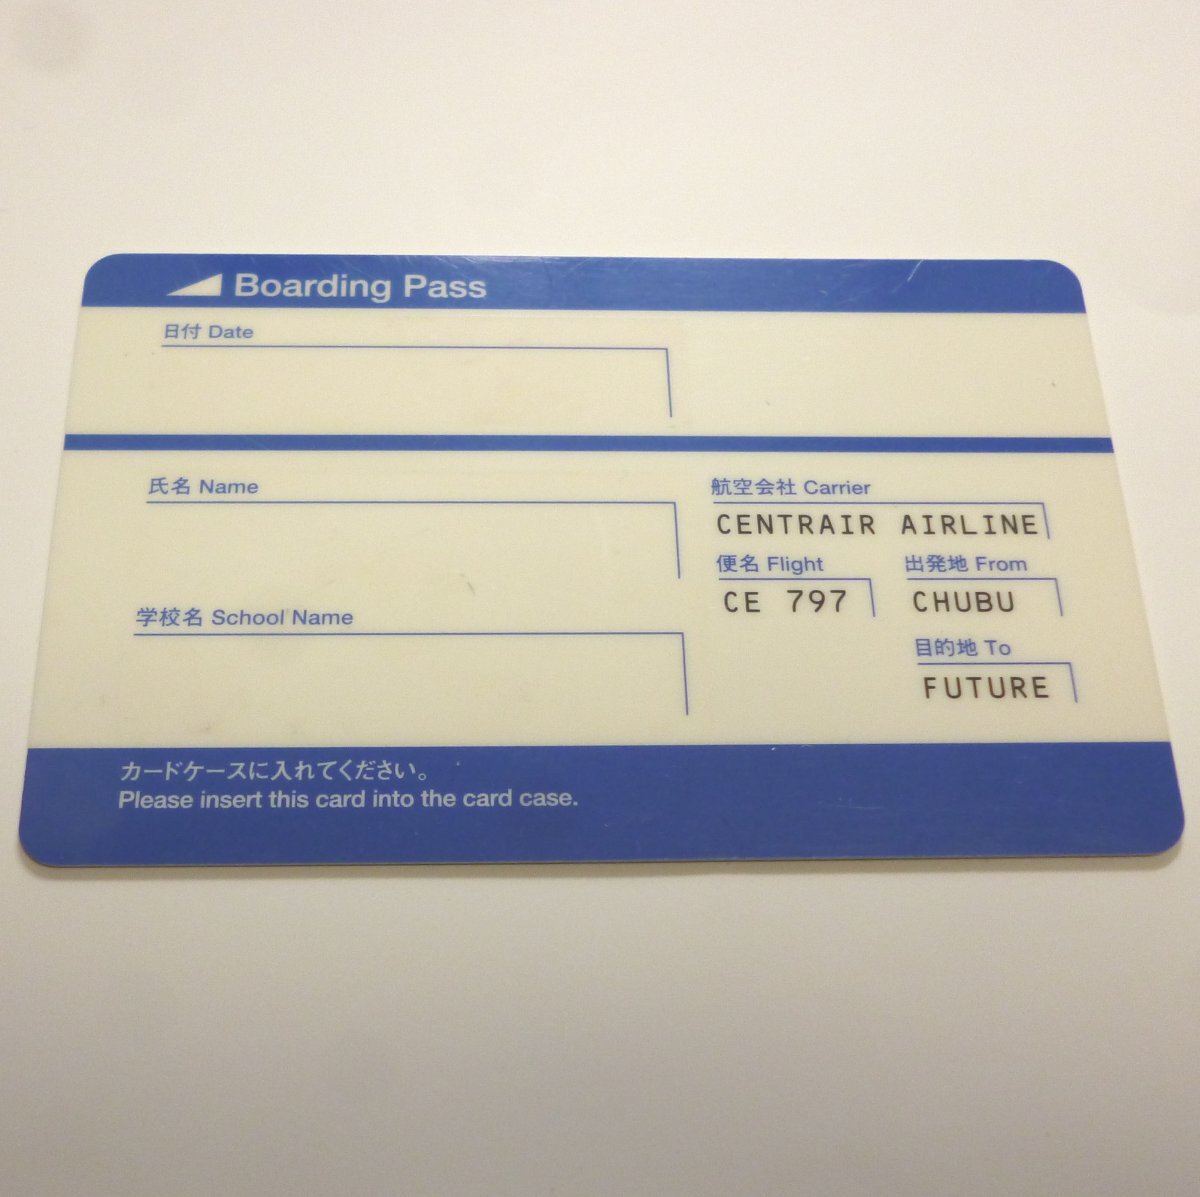 Boarding Pass
日付 Date
氏名 Name
学校名 School Name
航空会社 Carrier
CENTRAIR AIRLINE
便名 Flight
CE 797
出発地 From
CHUBU
目的地 To
FUTURE
カードケースに入れてください。
Please insert this card into the card case.